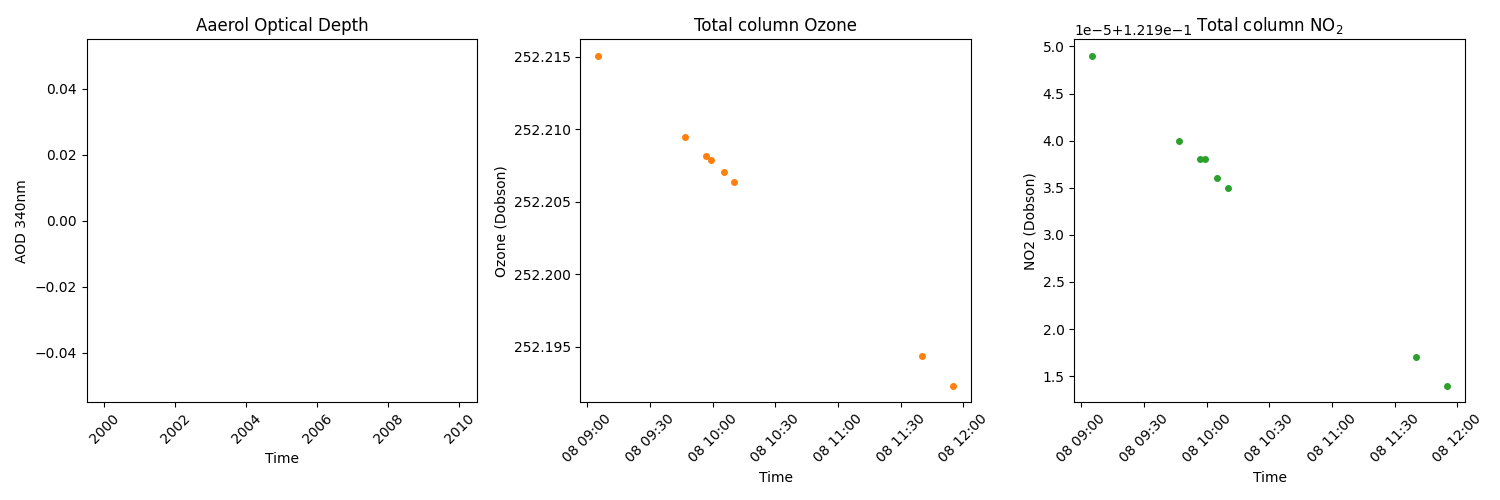 Aaerol Optical Depth
AOD 340nm
0.04
0.02
0.00
−0.02
−0.04
2000 2002 2004 2006 2008 2010
Time
Total column Ozone
Ozone (Dobson)
252.215
252.210
252.205
252.200
252.195
08 09:00 08 09:30 08 10:00 08 10:30 08 11:00 08 11:30 08 12:00
Time
1e−5+1.219e−1 Total column NO₂
NO2 (Dobson)
5.0
4.5
4.0
3.5
3.0
2.5
2.0
1.5
08 09:00 08 09:30 08 10:00 08 10:30 08 11:00 08 11:30 08 12:00
Time